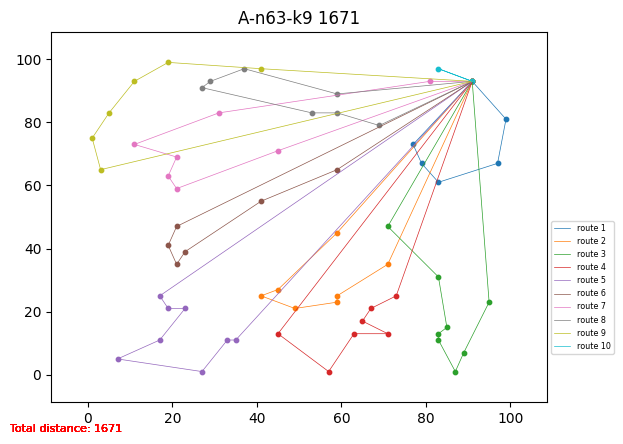 A-n63-k9 1671
100
80
60
40
20
0
0 20 40 60 80 100
route 1
route 2
route 3
route 4
route 5
route 6
route 7
route 8
route 9
route 10
Total distance: 1671